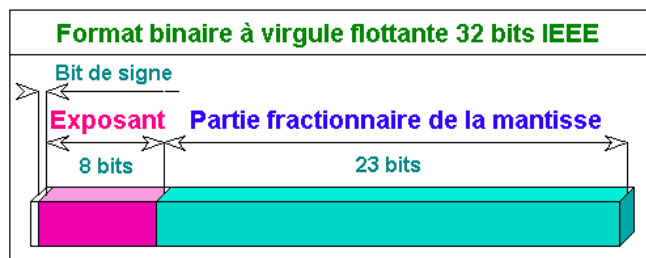 Format binaire à virgule flottante 32 bits IEEE
Bit de signe
Exposant Partie fractionnaire de la mantisse
8 bits 23 bits